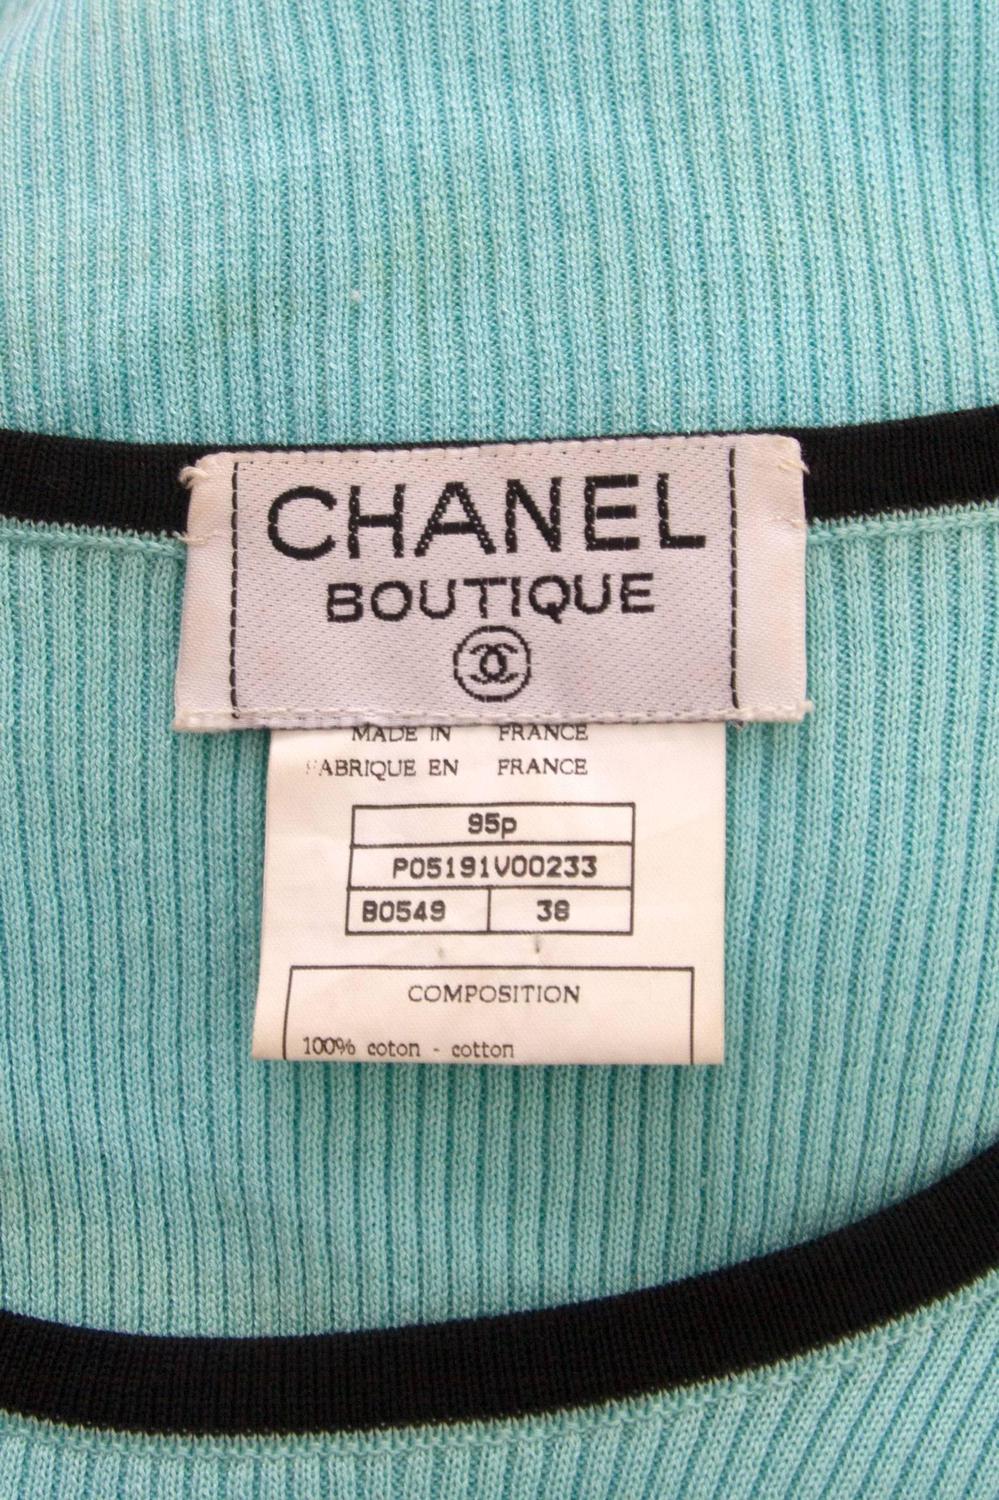 CHANEL
BOUTIQUE
MADE IN FRANCE
FABRIQUE EN FRANCE
95p
P05191V00233
B0549 38
COMPOSITION
100% coton - cotton